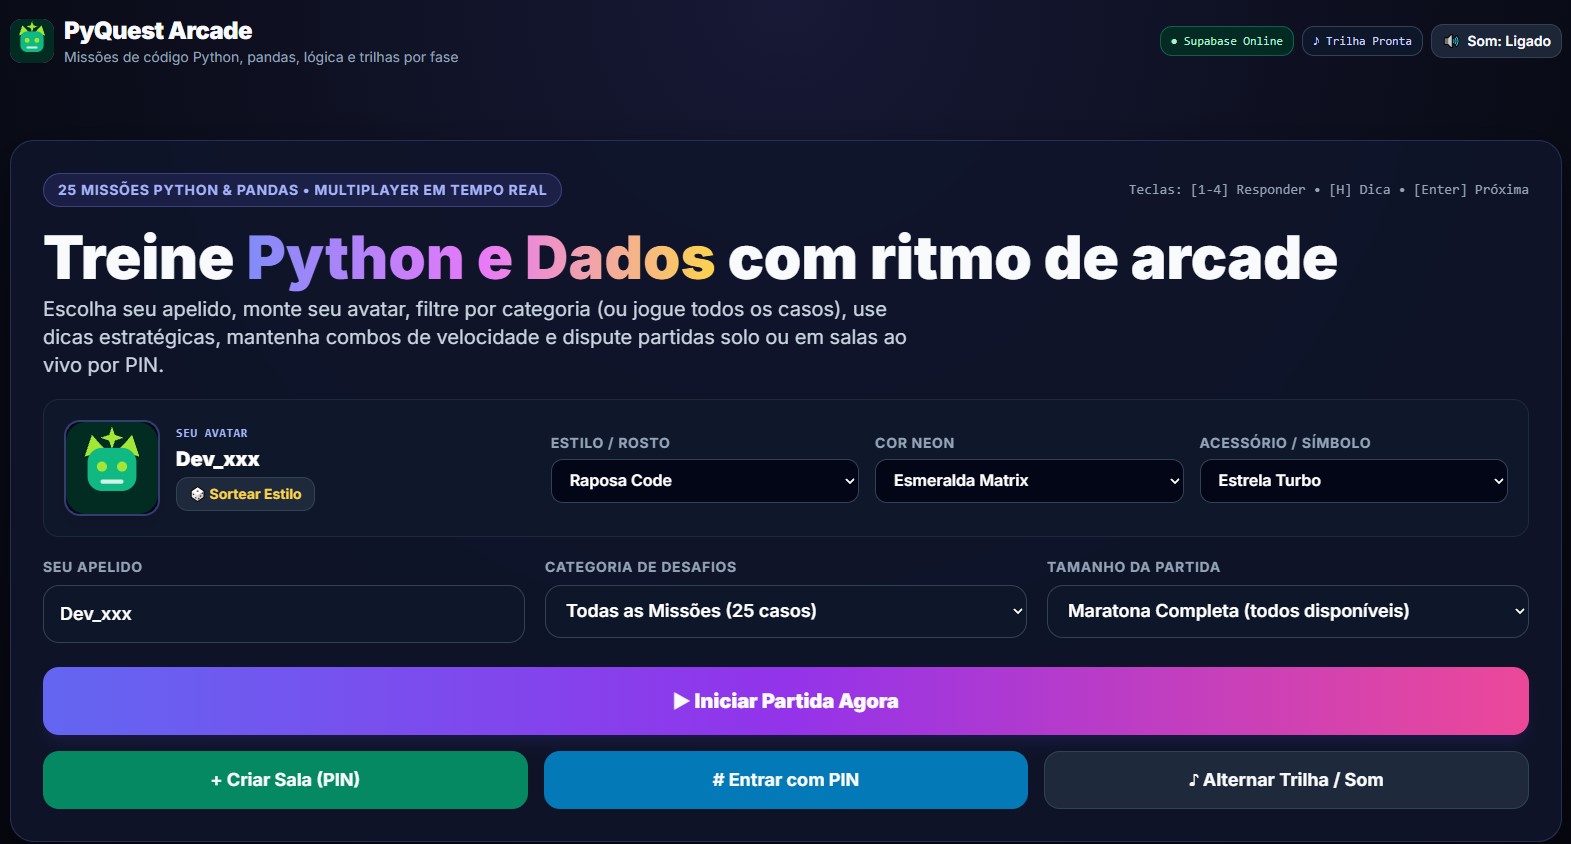 PyQuest Arcade
Missões de código Python, pandas, lógica e trilhas por fase
● Supabase Online
♪ Trilha Pronta
🔊 Som: Ligado
25 MISSÕES PYTHON & PANDAS • MULTIPLAYER EM TEMPO REAL
Teclas: [1-4] Responder • [H] Dica • [Enter] Próxima
Treine Python e Dados com ritmo de arcade
Escolha seu apelido, monte seu avatar, filtre por categoria (ou jogue todos os casos), use
dicas estratégicas, mantenha combos de velocidade e dispute partidas solo ou em salas ao
vivo por PIN.
SEU AVATAR
Dev_xxx
🎲 Sortear Estilo
ESTILO / ROSTO
Raposa Code
COR NEON
Esmeralda Matrix
ACESSÓRIO / SÍMBOLO
Estrela Turbo
SEU APELIDO
Dev_xxx
CATEGORIA DE DESAFIOS
Todas as Missões (25 casos)
TAMANHO DA PARTIDA
Maratona Completa (todos disponíveis)
▶ Iniciar Partida Agora
+ Criar Sala (PIN)
# Entrar com PIN
♪ Alternar Trilha / Som